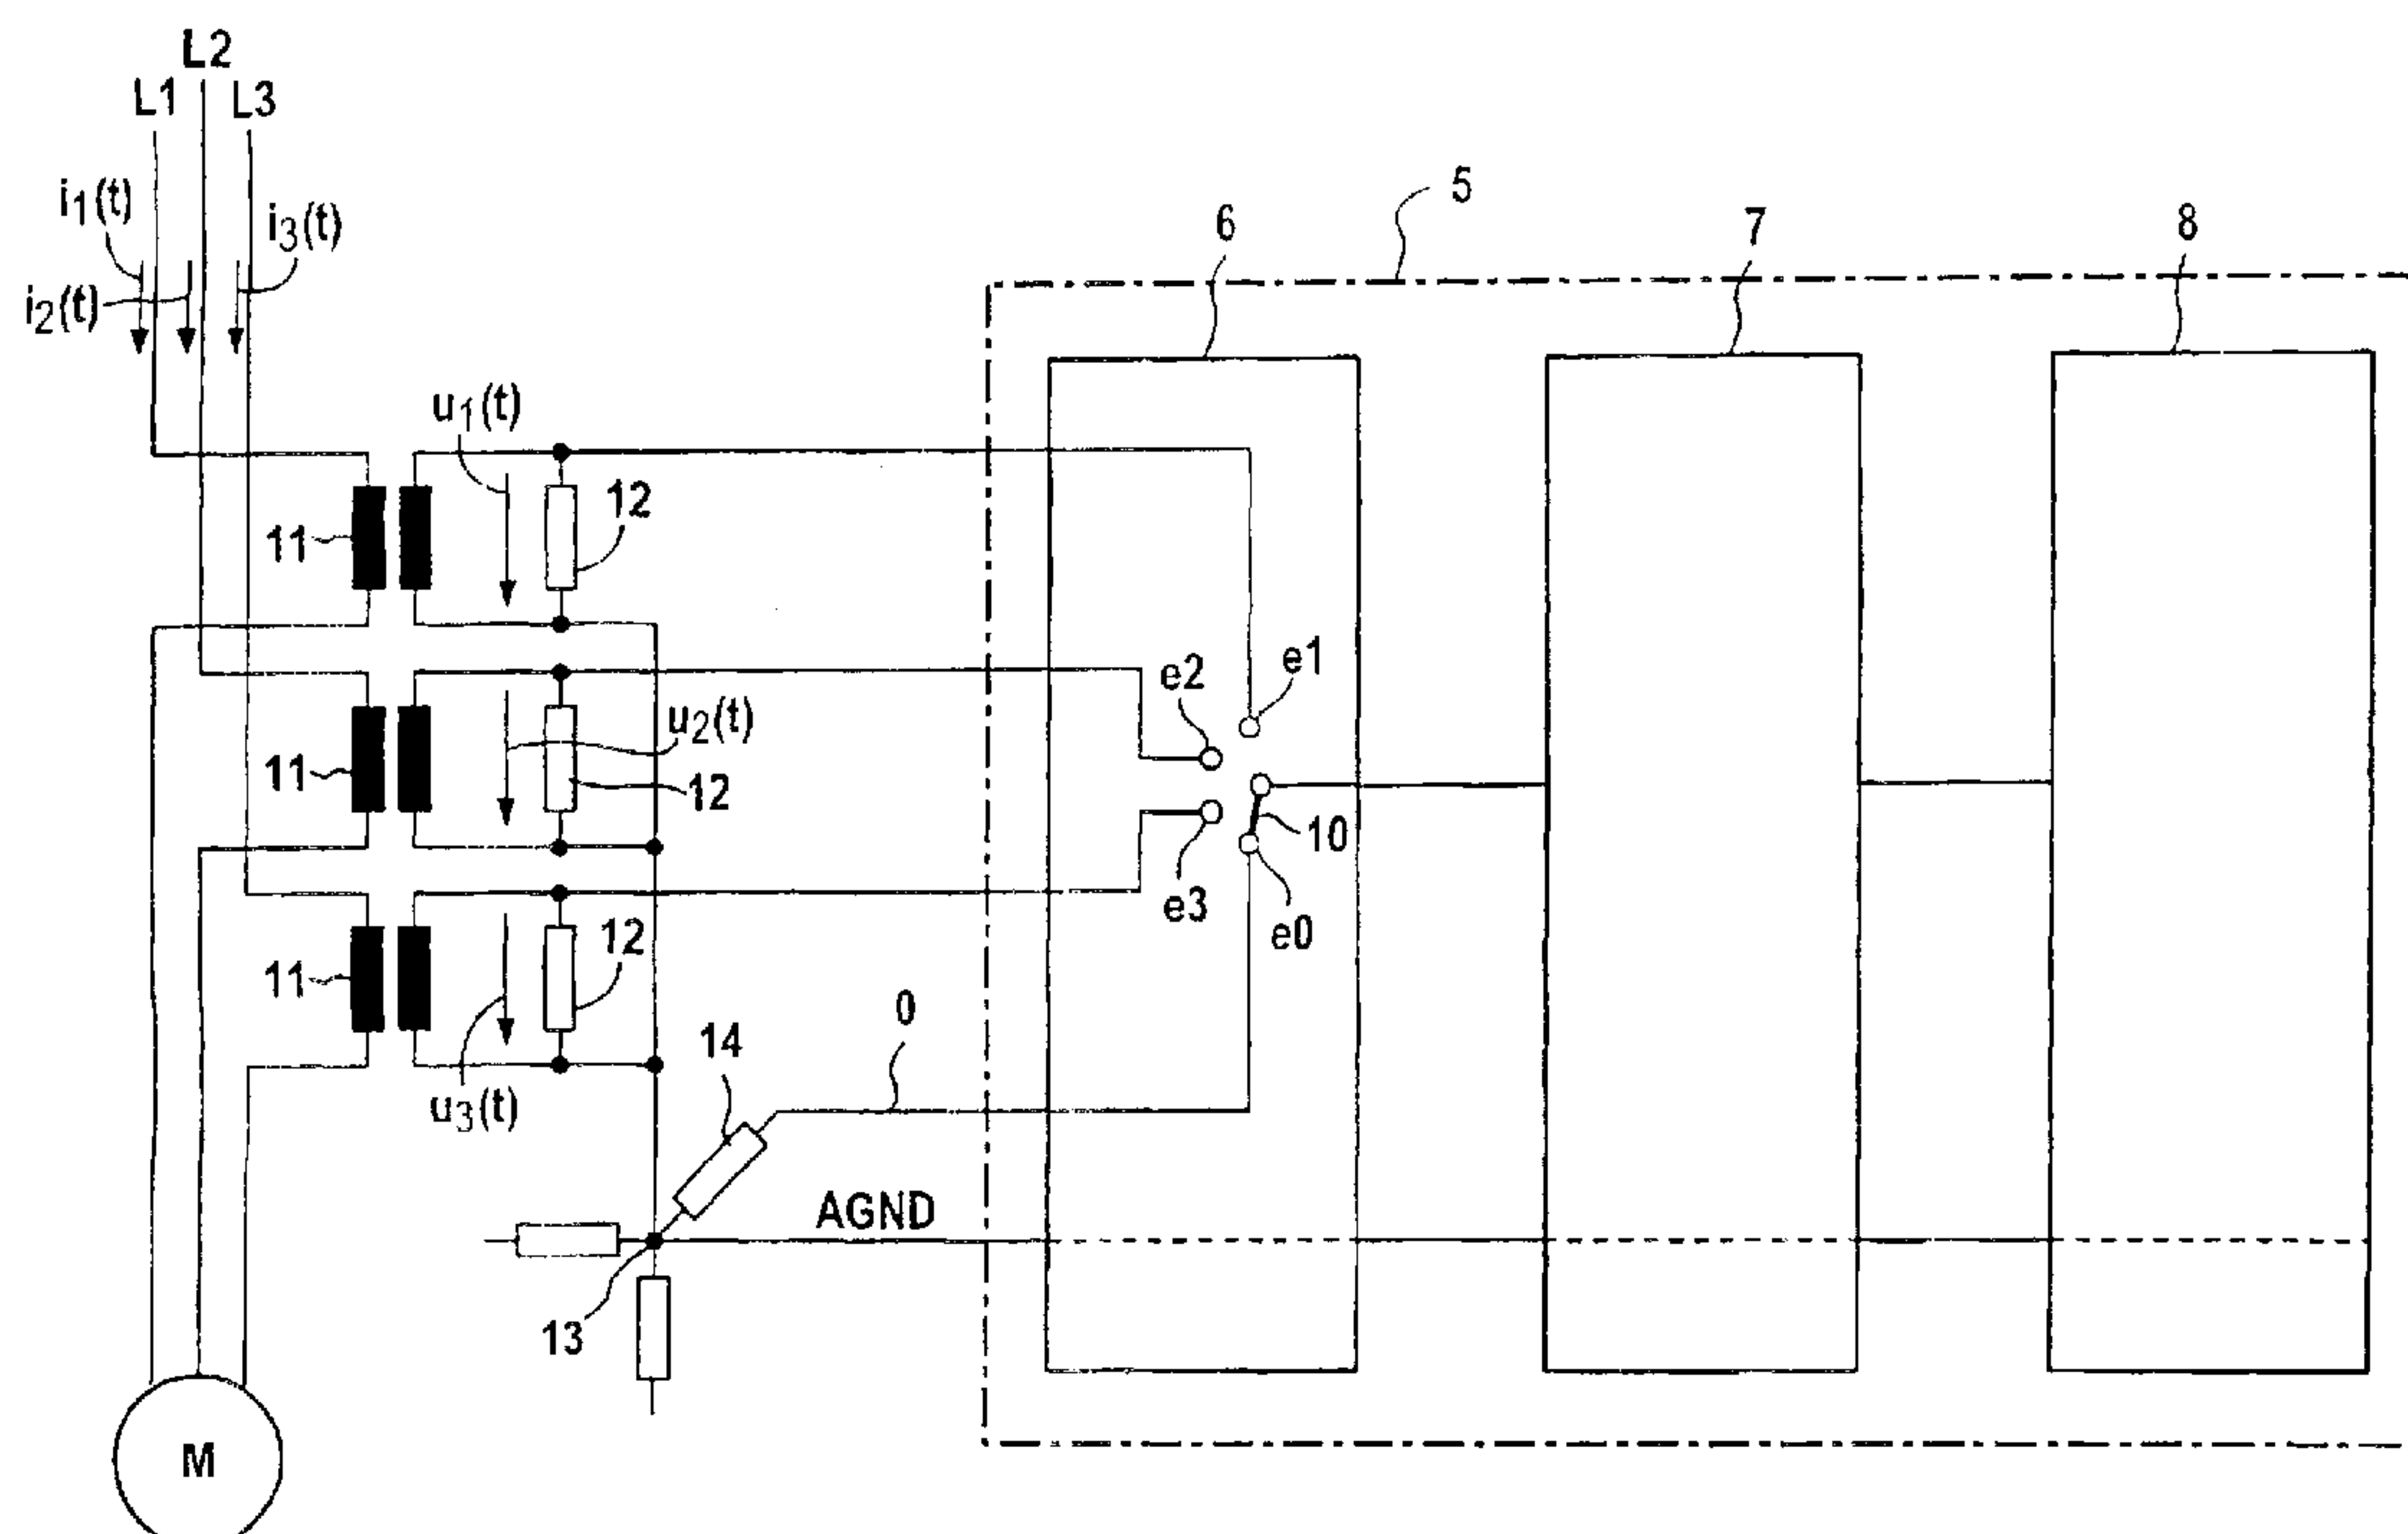 L2
L1
L3
i1(t)
i3(t)
i2(t)
5
6
7
8
u1(t)
12
11
e2
e1
u2(t)
11
12
10
e3
e0
12
11
0
14
u3(t)
AGND
13
M